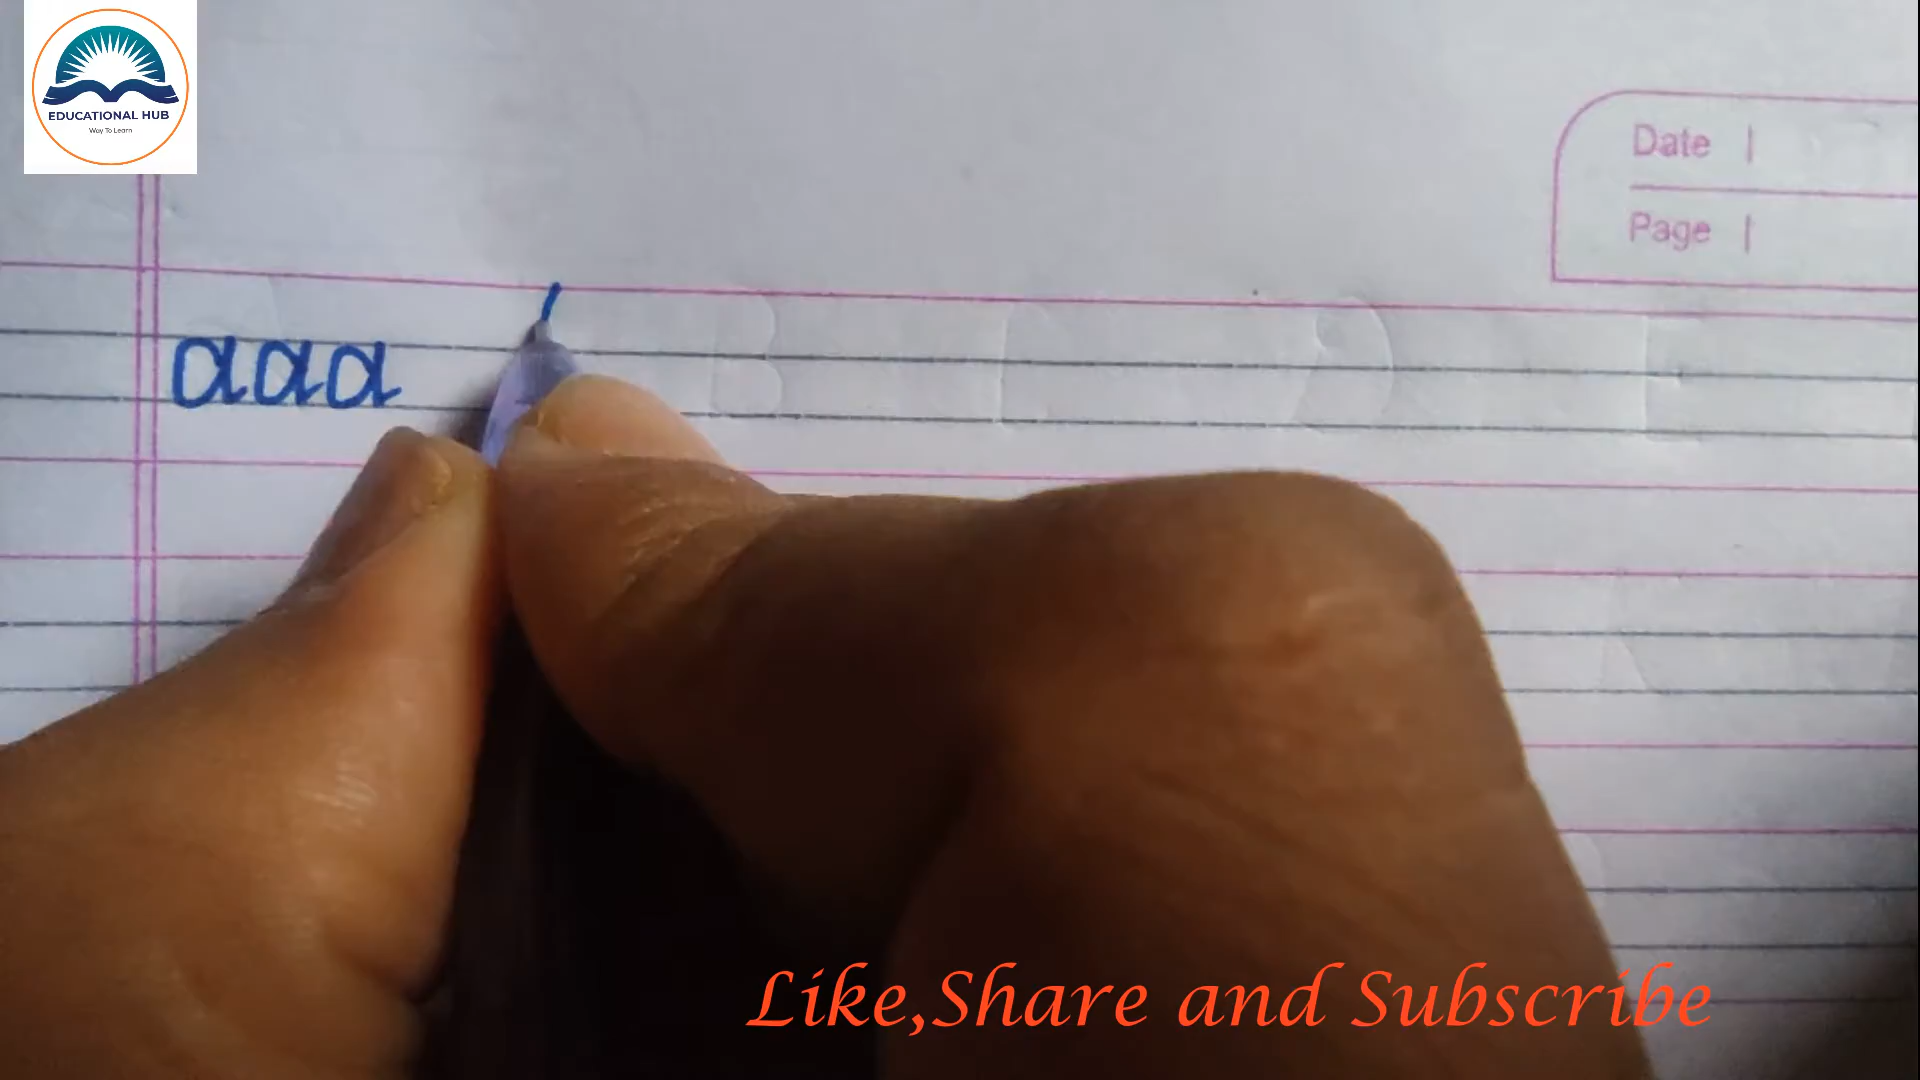 EDUCATIONAL HUB
Way To Learn
Date
Page
aaa
Like,Share and Subscribe